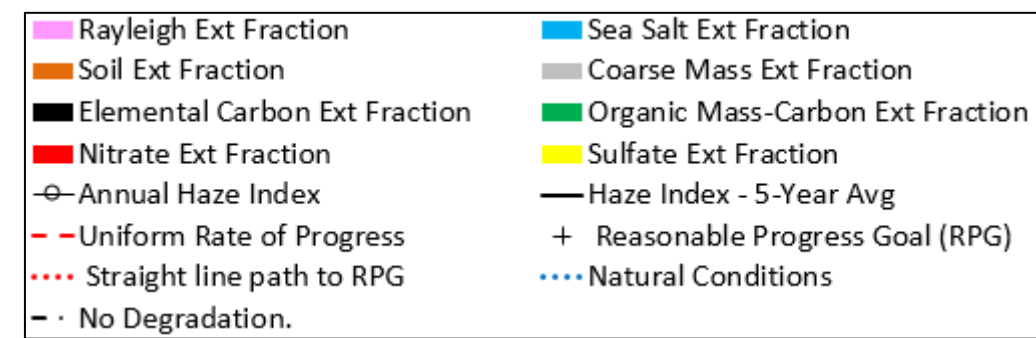 Rayleigh Ext Fraction Sea Salt Ext Fraction
Soil Ext Fraction Coarse Mass Ext Fraction
Elemental Carbon Ext Fraction Organic Mass-Carbon Ext Fraction
Nitrate Ext Fraction Sulfate Ext Fraction
Annual Haze Index Haze Index - 5-Year Avg
Uniform Rate of Progress Reasonable Progress Goal (RPG)
Straight line path to RPG Natural Conditions
No Degradation.